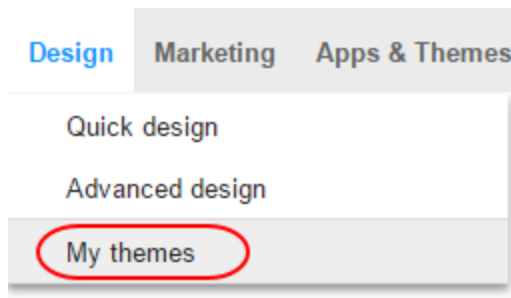 Design Marketing Apps & Themes
Quick design
Advanced design
My themes